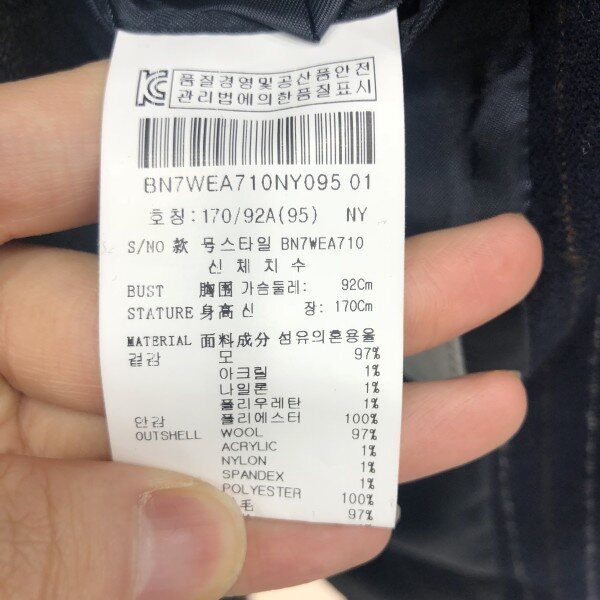 KC 품질경영및공산품안전
관리법에의한품질표시
BN7WEA710NY095 01
호칭:170/92A(95) NY
S/NO 款 号스타일 BN7WEA710
신 체 치 수
BUST 胸围 가슴둘레: 92Cm
STATURE 身高 신 장: 170Cm
MATERIAL 面料成分 섬유의혼용율
겉감 모 97%
아크릴 1%
나일론 1%
폴리우레탄 1%
안감 폴리에스터 100%
OUTSHELL WOOL 97%
ACRYLIC 1%
NYLON 1%
SPANDEX 1%
POLYESTER 100%
毛 97%